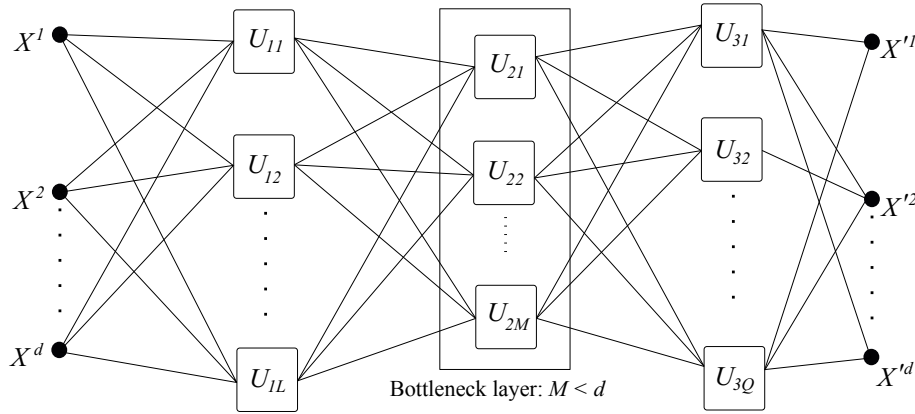 X¹ U₁₁ U₂₁ U₃₁ X'¹
X² U₁₂ U₂₂ U₃₂ X'²
X^d U₁L U₂M U₃Q X'^d
Bottleneck layer: M < d